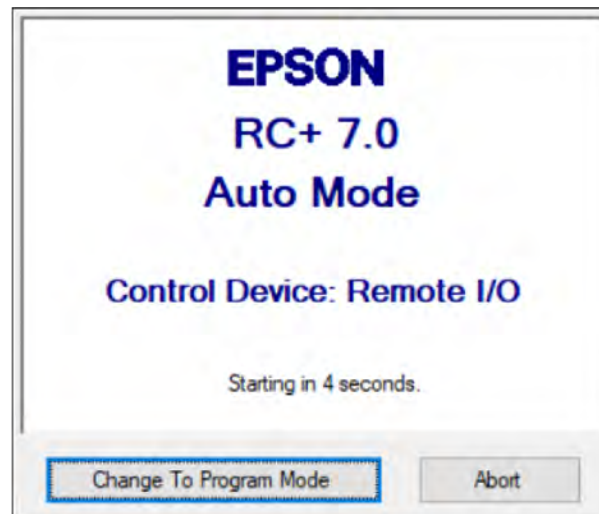 EPSON
RC+ 7.0
Auto Mode
Control Device: Remote I/O
Starting in 4 seconds.
Change To Program Mode
Abort